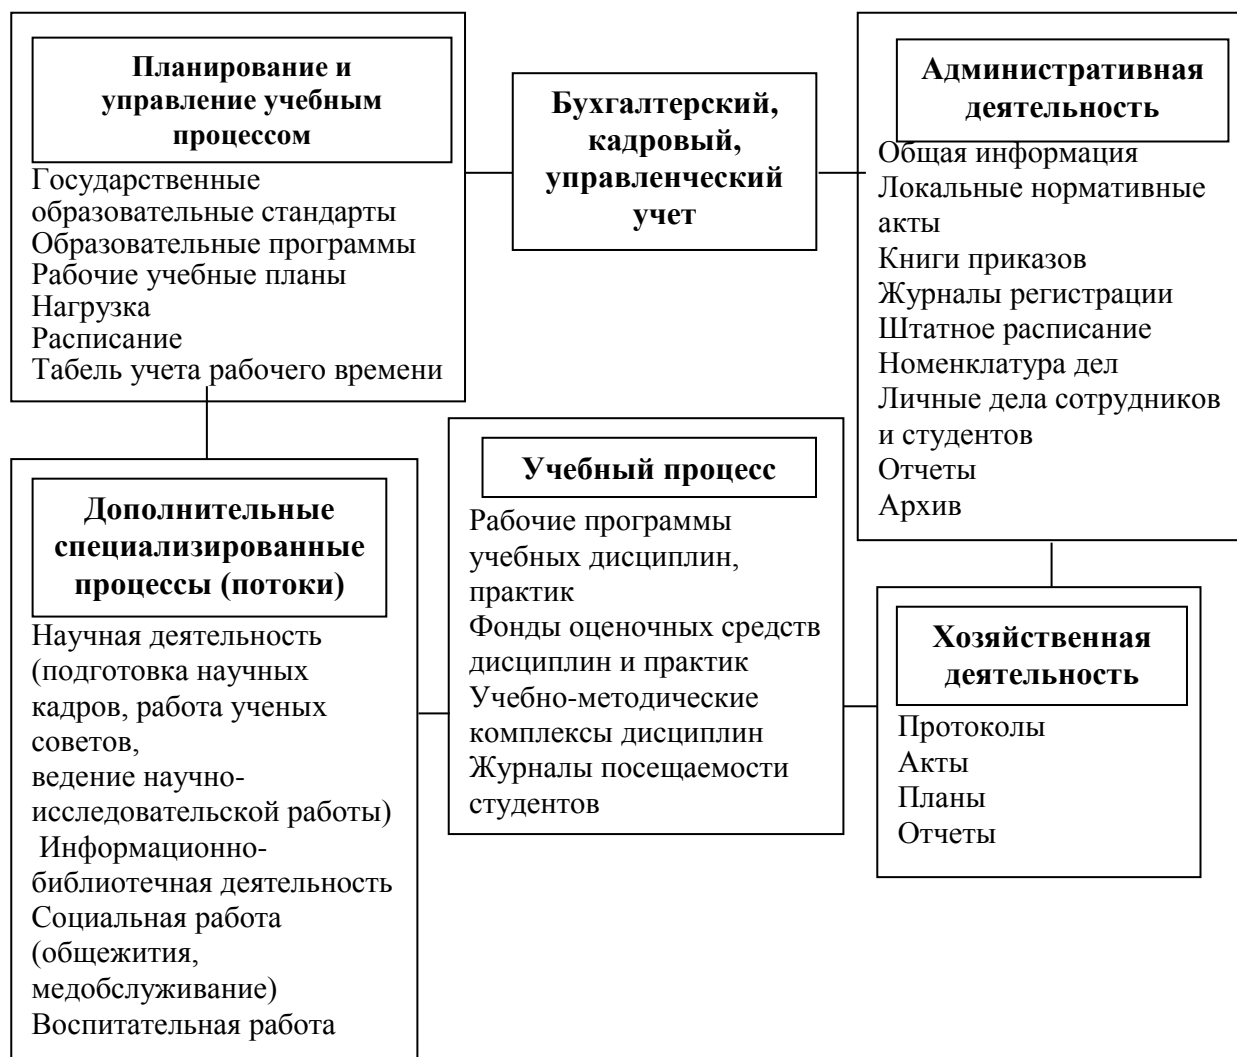 Планирование и
управление учебным
процессом
Государственные
образовательные стандарты
Образовательные программы
Рабочие учебные планы
Нагрузка
Расписание
Табель учета рабочего времени
Бухгалтерский,
кадровый,
управленческий
учет
Административная
деятельность
Общая информация
Локальные нормативные
акты
Книги приказов
Журналы регистрации
Штатное расписание
Номенклатура дел
Личные дела сотрудников
и студентов
Отчеты
Архив
Дополнительные
специализированные
процессы (потоки)
Научная деятельность
(подготовка научных
кадров, работа ученых
советов,
ведение научно-
исследовательской работы)
Информационно-
библиотечная деятельность
Социальная работа
(общежития,
медобслуживание)
Воспитательная работа
Учебный процесс
Рабочие программы
учебных дисциплин,
практик
Фонды оценочных средств
дисциплин и практик
Учебно-методические
комплексы дисциплин
Журналы посещаемости
студентов
Хозяйственная
деятельность
Протоколы
Акты
Планы
Отчеты